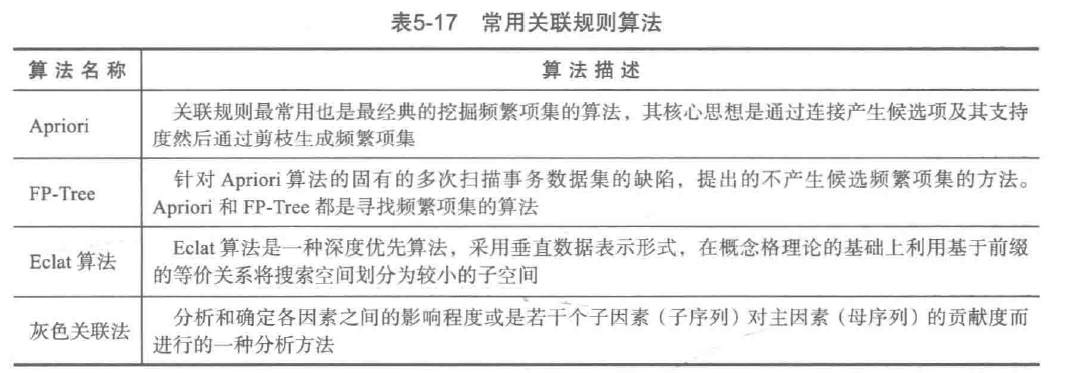 表5-17 常用关联规则算法
算法名称 算法描述
Apriori
关联规则最常用也是最经典的挖掘频繁项集的算法，其核心思想是通过连接产生候选项及其支持
度然后通过剪枝生成频繁项集
FP-Tree
针对 Apriori 算法的固有的多次扫描事务数据集的缺陷，提出的不产生候选频繁项集的方法。
Apriori 和 FP-Tree 都是寻找频繁项集的算法
Eclat 算法
Eclat 算法是一种深度优先算法，采用垂直数据表示形式，在概念格理论的基础上利用基于前缀
的等价关系将搜索空间划分为较小的子空间
灰色关联法
分析和确定各因素之间的影响程度或是若干个子因素（子序列）对主因素（母序列）的贡献度而
进行的一种分析方法